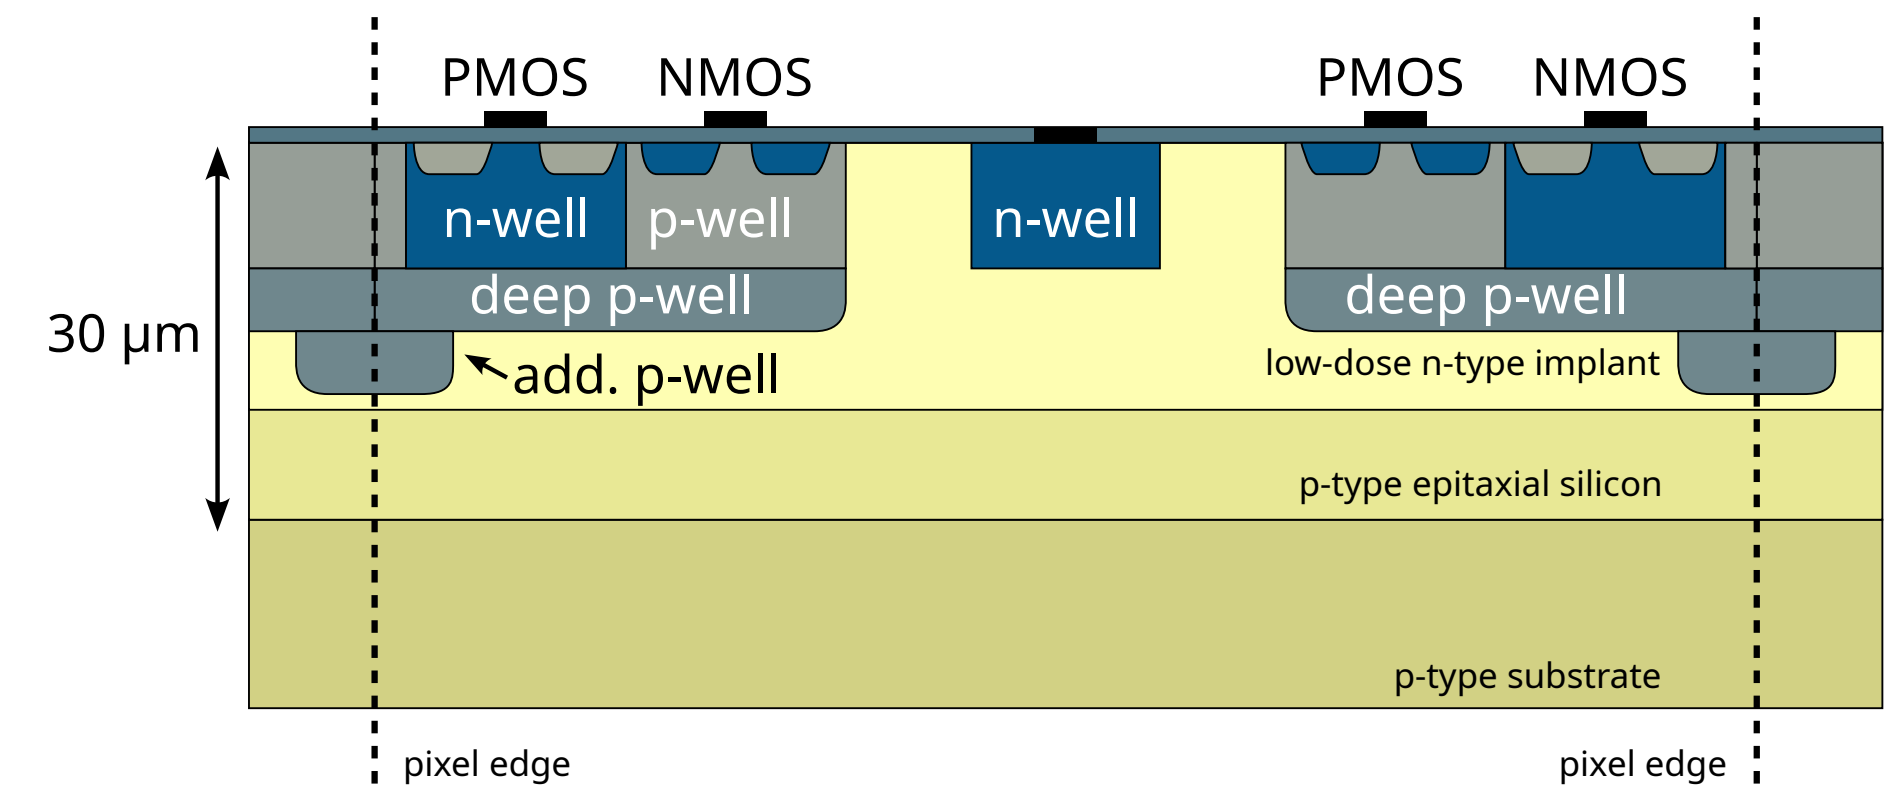 PMOS NMOS PMOS NMOS
n-well p-well n-well
deep p-well deep p-well
30 μm
add. p-well
low-dose n-type implant
p-type epitaxial silicon
p-type substrate
pixel edge pixel edge